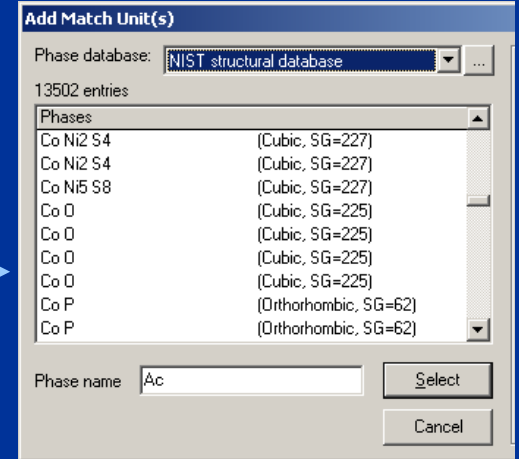 Add Match Unit(s)
Phase database: NIST structural database ...
13502 entries
Phases
Co Ni2 S4 (Cubic, SG=227)
Co Ni2 S4 (Cubic, SG=227)
Co Ni5 S8 (Cubic, SG=227)
Co O (Cubic, SG=225)
Co O (Cubic, SG=225)
Co O (Cubic, SG=225)
Co O (Cubic, SG=225)
Co P (Orthorhombic, SG=62)
Co P (Orthorhombic, SG=62)
Phase name Ac Select
Cancel